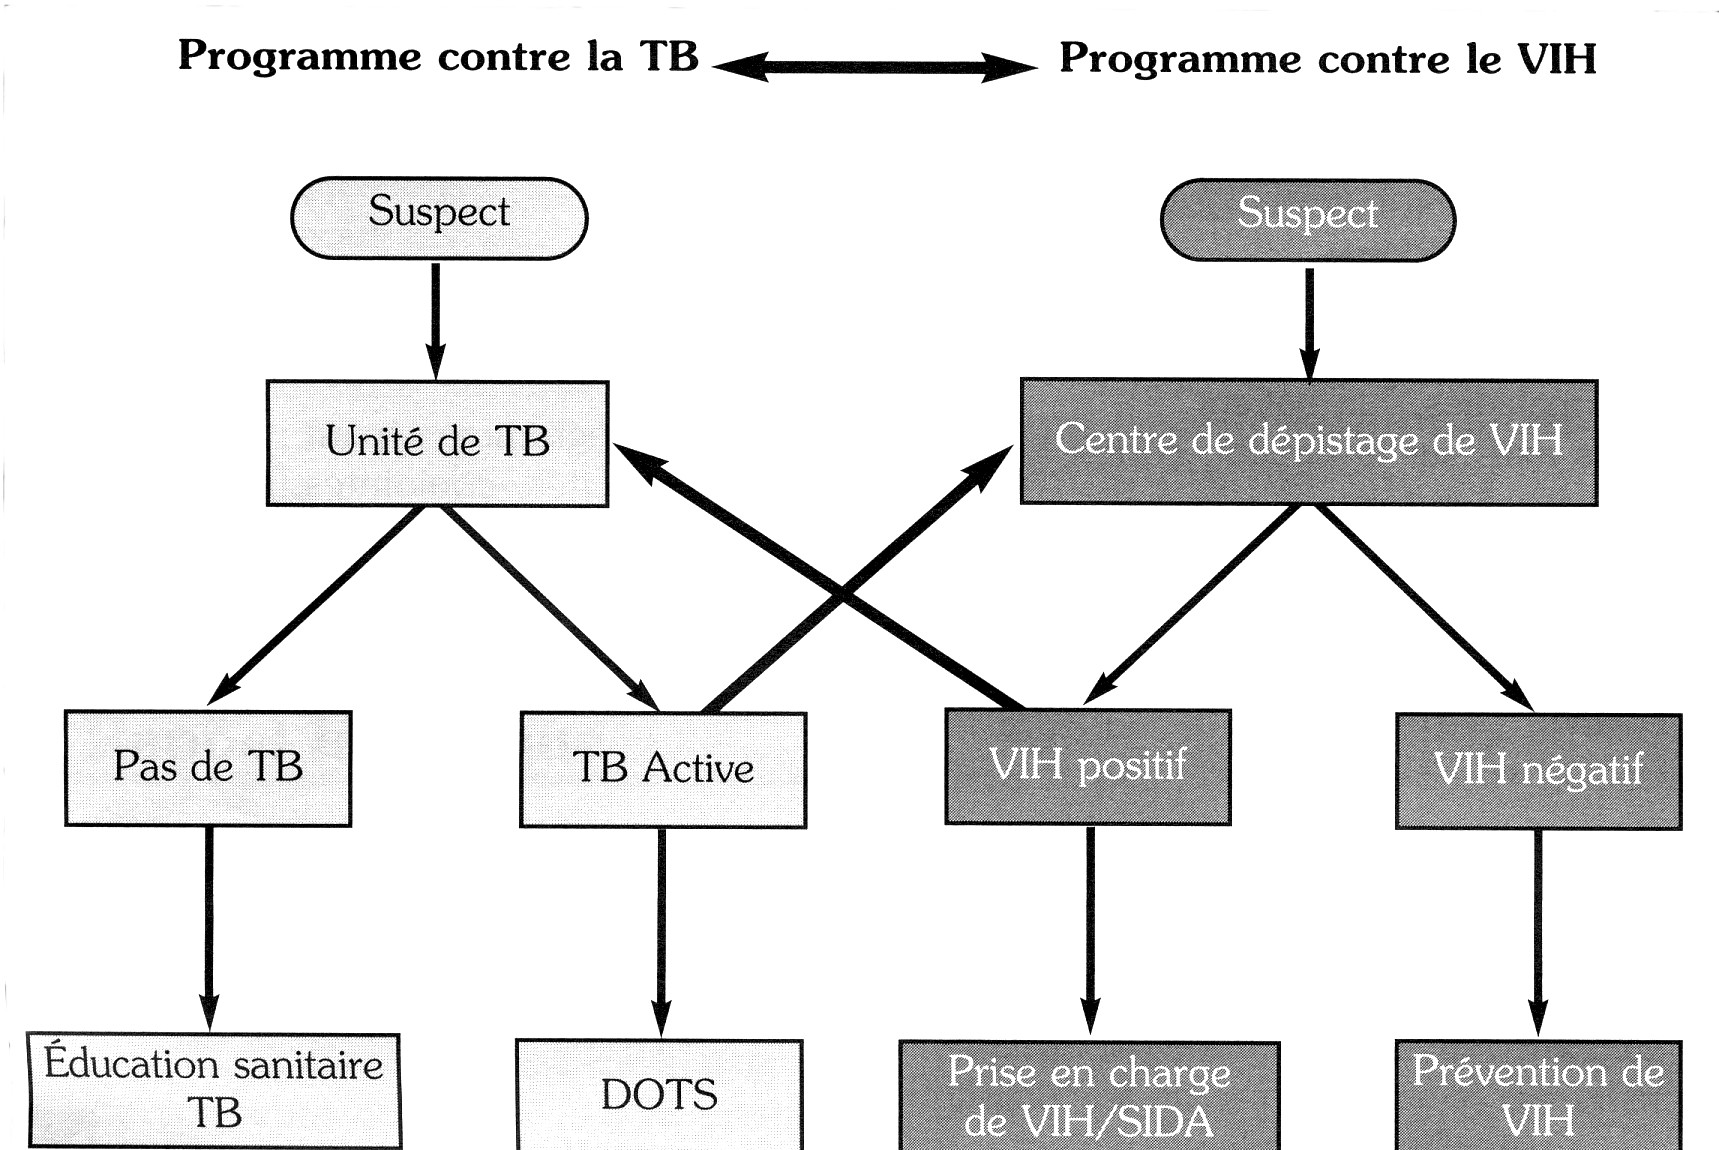 Programme contre la TB
Programme contre le VIH
Suspect
Suspect
Unité de TB
Centre de dépistage de VIH
Pas de TB
TB Active
VIH positif
VIH négatif
Éducation sanitaire
TB
DOTS
Prise en charge
de VIH/SIDA
Prévention de
VIH